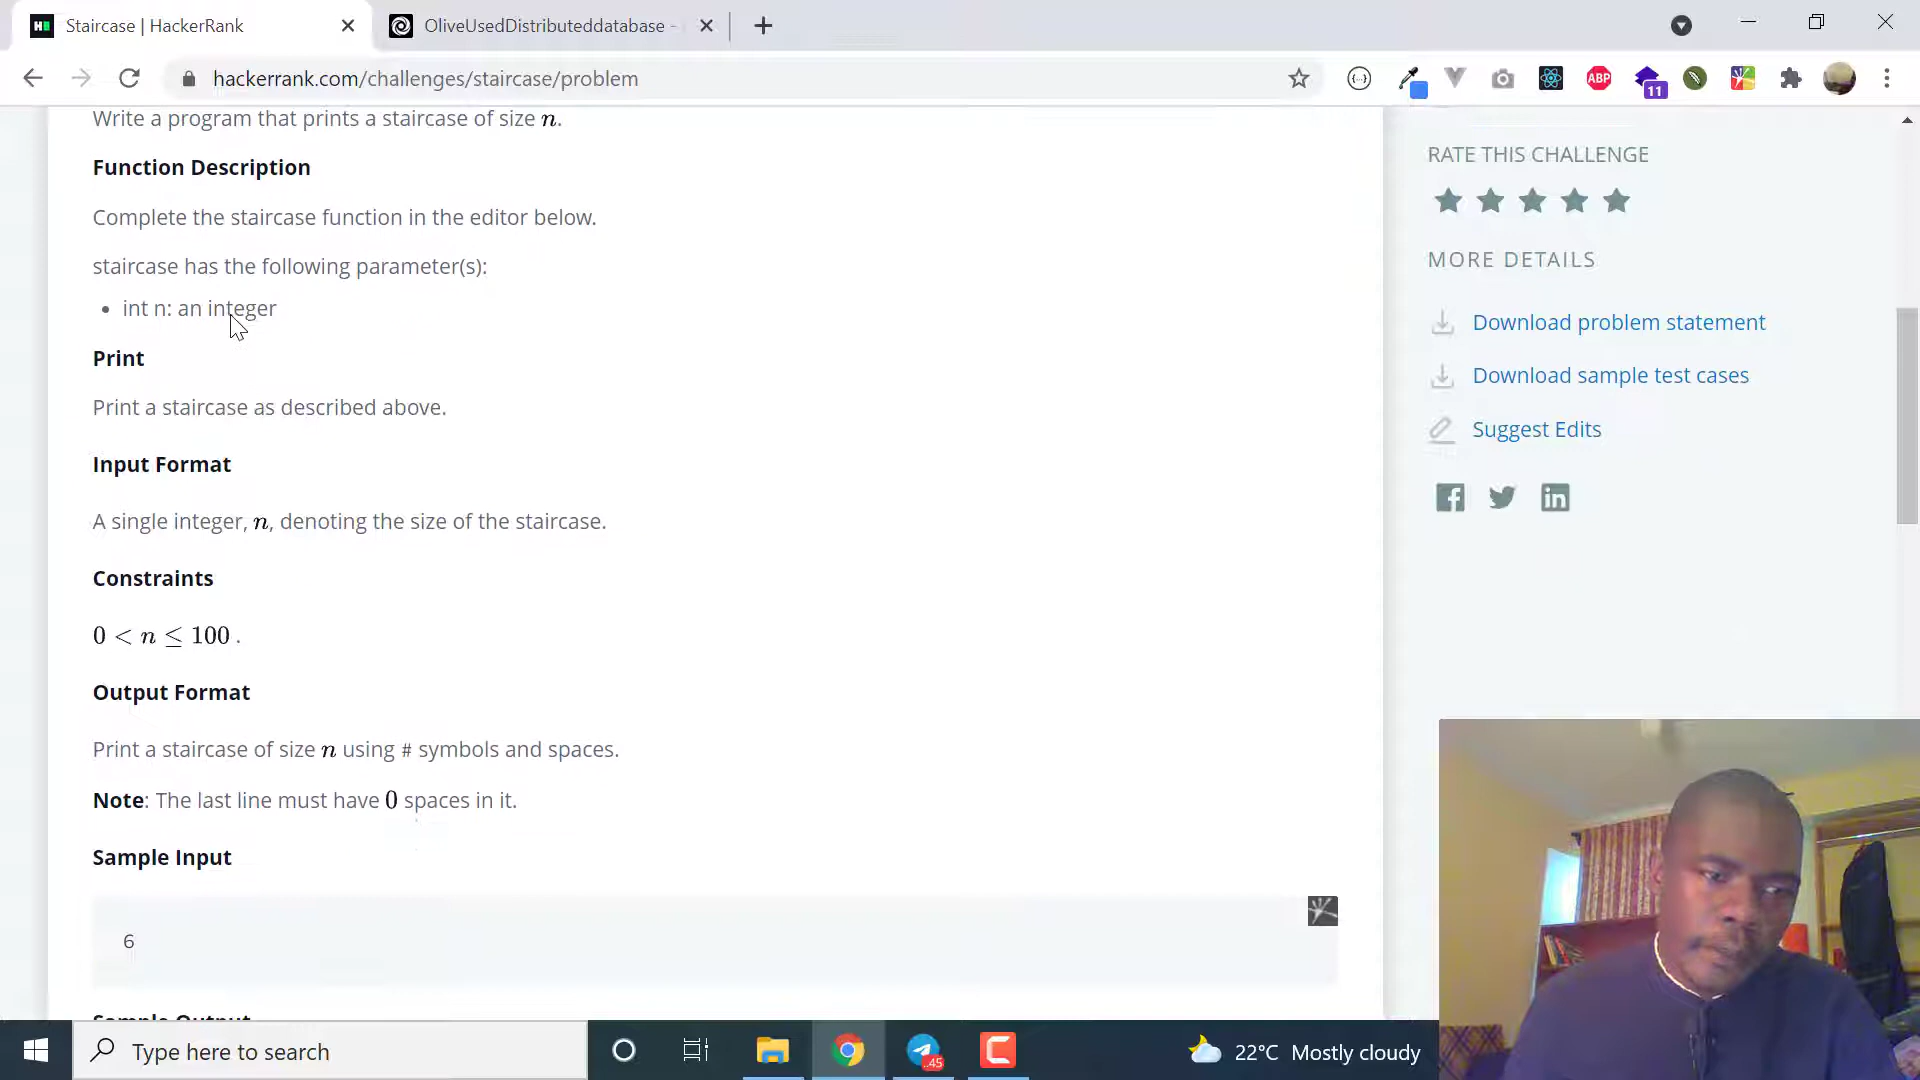 Staircase | HackerRank
OliveUsedDistributeddatabase -
hackerrank.com/challenges/staircase/problem
ABP
11
Write a program that prints a staircase of size n.
Function Description
Complete the staircase function in the editor below.
staircase has the following parameter(s):
• int n: an integer
Print
Print a staircase as described above.
Input Format
A single integer, n, denoting the size of the staircase.
Constraints
0 < n ≤ 100 .
Output Format
Print a staircase of size n using # symbols and spaces.
Note: The last line must have 0 spaces in it.
Sample Input
6
Sample Output
RATE THIS CHALLENGE
MORE DETAILS
Download problem statement
Download sample test cases
Suggest Edits
Type here to search
..45
22°C Mostly cloudy